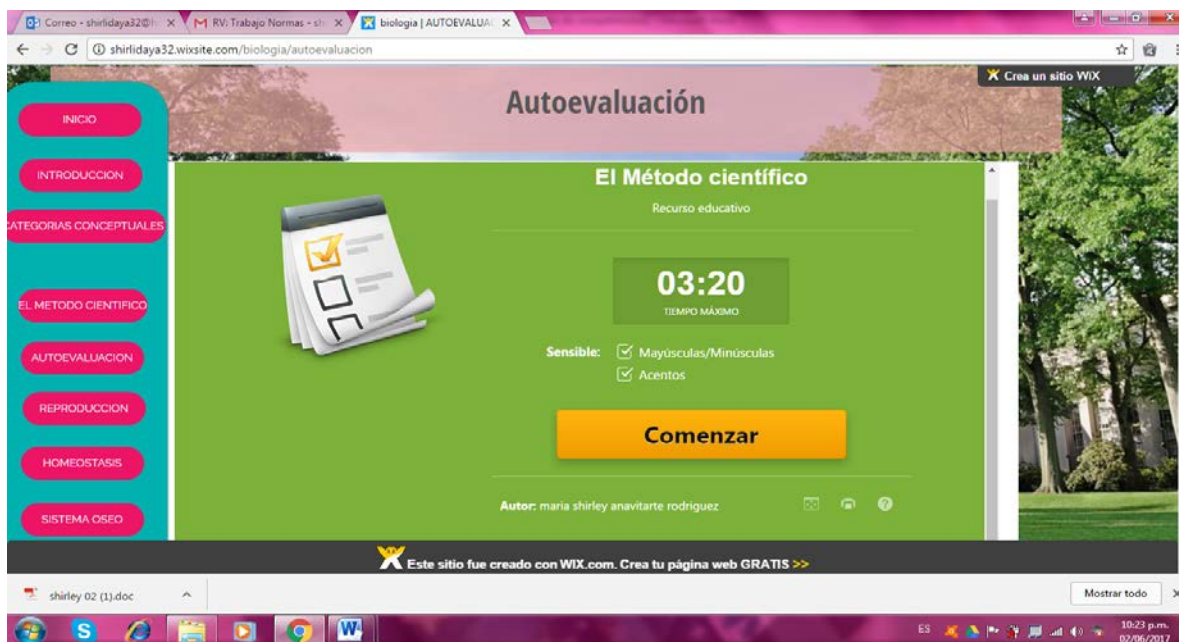 Correo - shirlidaya32@h
RV: Trabajo Normas - sh
biologia | AUTOEVALUA
shirlidaya32.wixsite.com/biologia/autoevaluacion
Crea un sitio WiX
Autoevaluación
INICIO
INTRODUCCION
CATEGORIAS CONCEPTUALES
EL METODO CIENTIFICO
AUTOEVALUACION
REPRODUCCION
HOMEOSTASIS
SISTEMA OSEO
El Método científico
Recurso educativo
03:20
TIEMPO MÁXIMO
Sensible: Mayúsculas/Minúsculas
Acentos
Comenzar
Autor: maria shirley anavitarte rodriguez
Este sitio fue creado con WIX.com. Crea tu página web GRATIS >>
shirley 02 (1).doc
Mostrar todo
ES
10:23 p.m.
02/06/2017